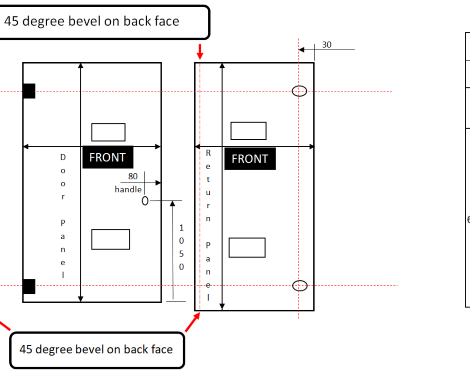 45 degree bevel on back face
30
FRONT
FRONT
Door Panel
Return Panel
80
handle
1050
45 degree bevel on back face